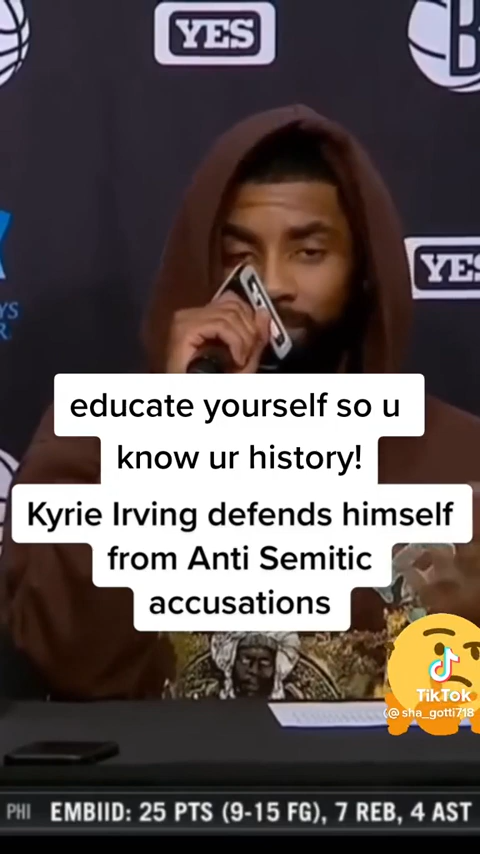 YES
YES
YS
R.
educate yourself so u
know ur history!
Kyrie Irving defends himself
from Anti Semitic
accusations
TikTok
@sha_gotti718
PHI EMBIID: 25 PTS (9-15 FG), 7 REB, 4 AST